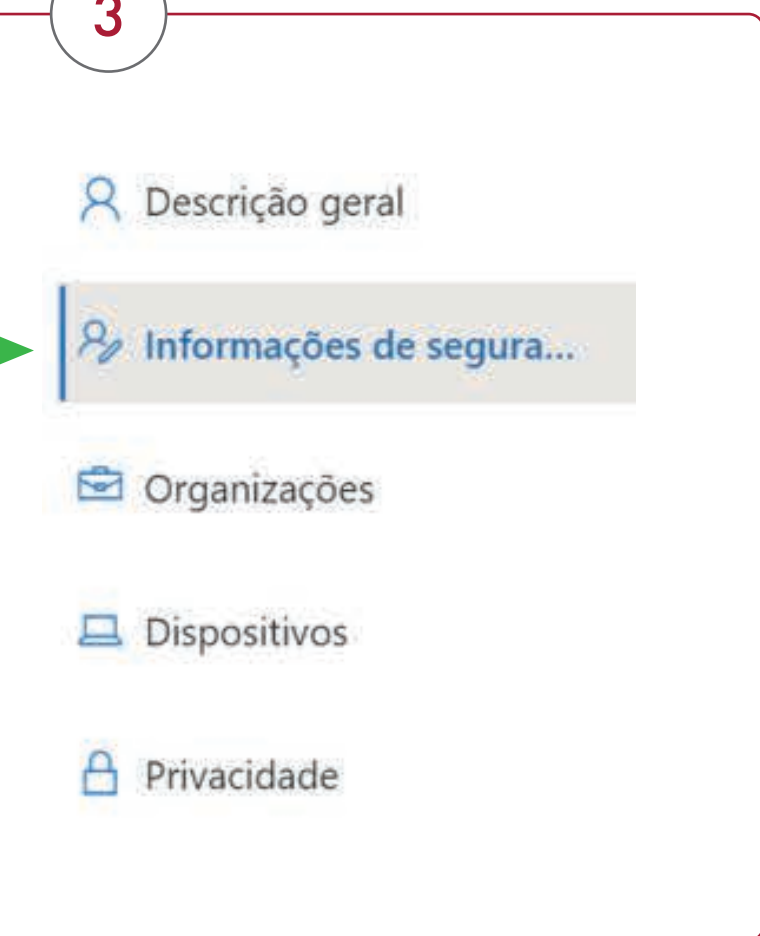 3
Descrição geral
Informações de segura...
Organizações
Dispositivos
Privacidade